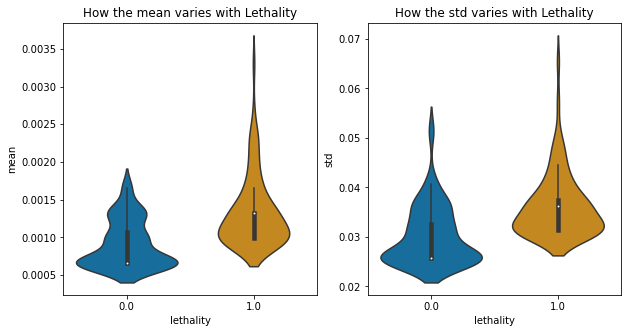 How the mean varies with Lethality
mean
0.0035
0.0030
0.0025
0.0020
0.0015
0.0010
0.0005
0.0
1.0
lethality
How the std varies with Lethality
std
0.07
0.06
0.05
0.04
0.03
0.02
0.0
1.0
lethality